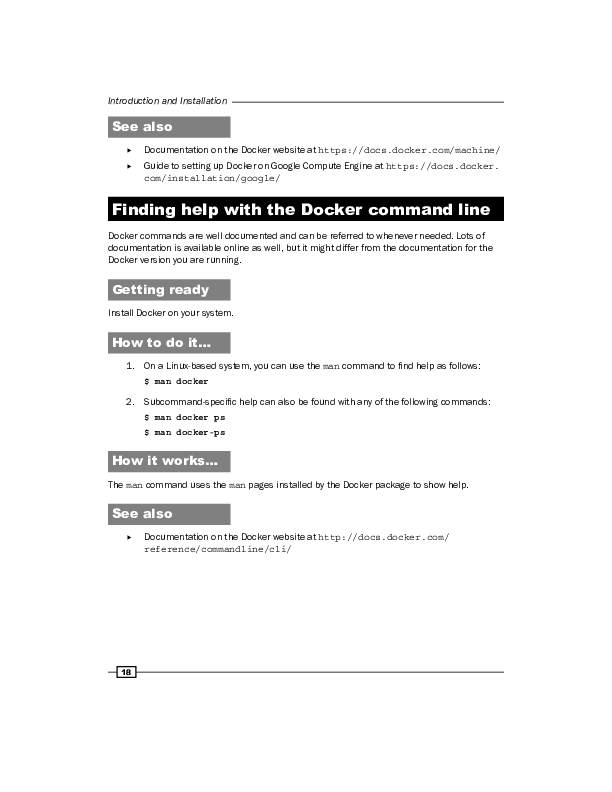 Introduction and Installation
See also
► Documentation on the Docker website at https://docs.docker.com/machine/
► Guide to setting up Docker on Google Compute Engine at https://docs.docker.
com/installation/google/
Finding help with the Docker command line
Docker commands are well documented and can be referred to whenever needed. Lots of
documentation is available online as well, but it might differ from the documentation for the
Docker version you are running.
Getting ready
Install Docker on your system.
How to do it…
1. On a Linux-based system, you can use the man command to find help as follows:
$ man docker
2. Subcommand-specific help can also be found with any of the following commands:
$ man docker ps
$ man docker-ps
How it works…
The man command uses the man pages installed by the Docker package to show help.
See also
► Documentation on the Docker website at http://docs.docker.com/
reference/commandline/cli/
18